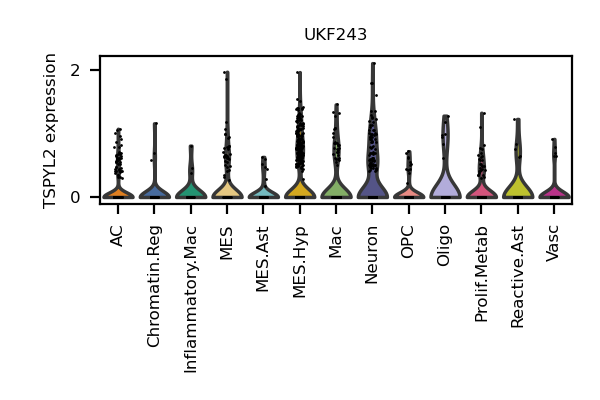 UKF243
TSPYL2 expression
2
0
AC
Chromatin.Reg
Inflammatory.Mac
MES
MES.Ast
MES.Hyp
Mac
Neuron
OPC
Oligo
Prolif.Metab
Reactive.Ast
Vasc